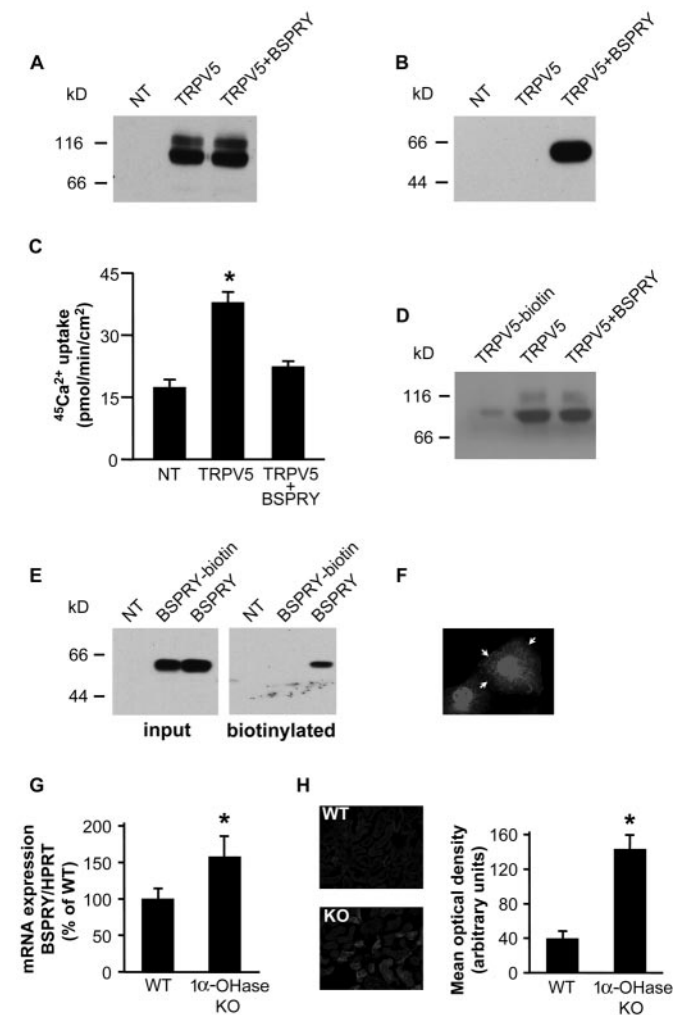 A
kD
NT
TRPV5
TRPV5+BSPRY
116
66
B
kD
NT
TRPV5
TRPV5+BSPRY
66
44
C
⁴⁵Ca²⁺ uptake
(pmol/min/cm²)
45
30
15
0
*
NT
TRPV5
TRPV5
+
BSPRY
D
kD
TRPV5-biotin
TRPV5
TRPV5+BSPRY
116
66
E
kD
NT
BSPRY-biotin
BSPRY
NT
BSPRY-biotin
BSPRY
66
44
input
biotinylated
F
G
mRNA expression
BSPRY/HPRT
(% of WT)
200
150
100
50
0
*
WT
1α-OHase
KO
H
WT
KO
Mean optical density
(arbitrary units)
160
120
80
40
0
*
WT
1α-OHase
KO